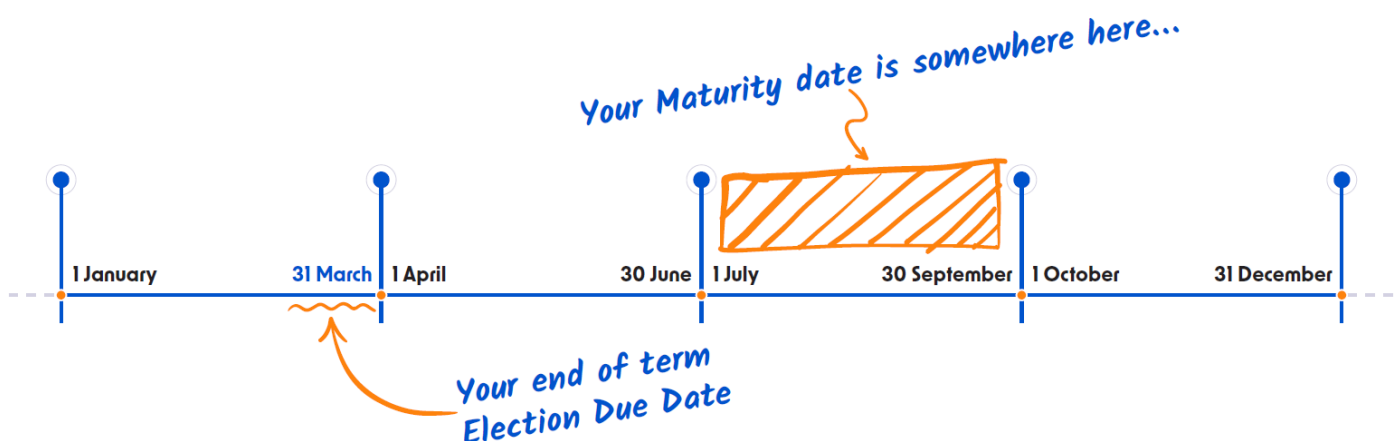 Your Maturity date is somewhere here...
1 January 31 March 1 April 30 June 1 July 30 September 1 October 31 December
Your end of term
Election Due Date